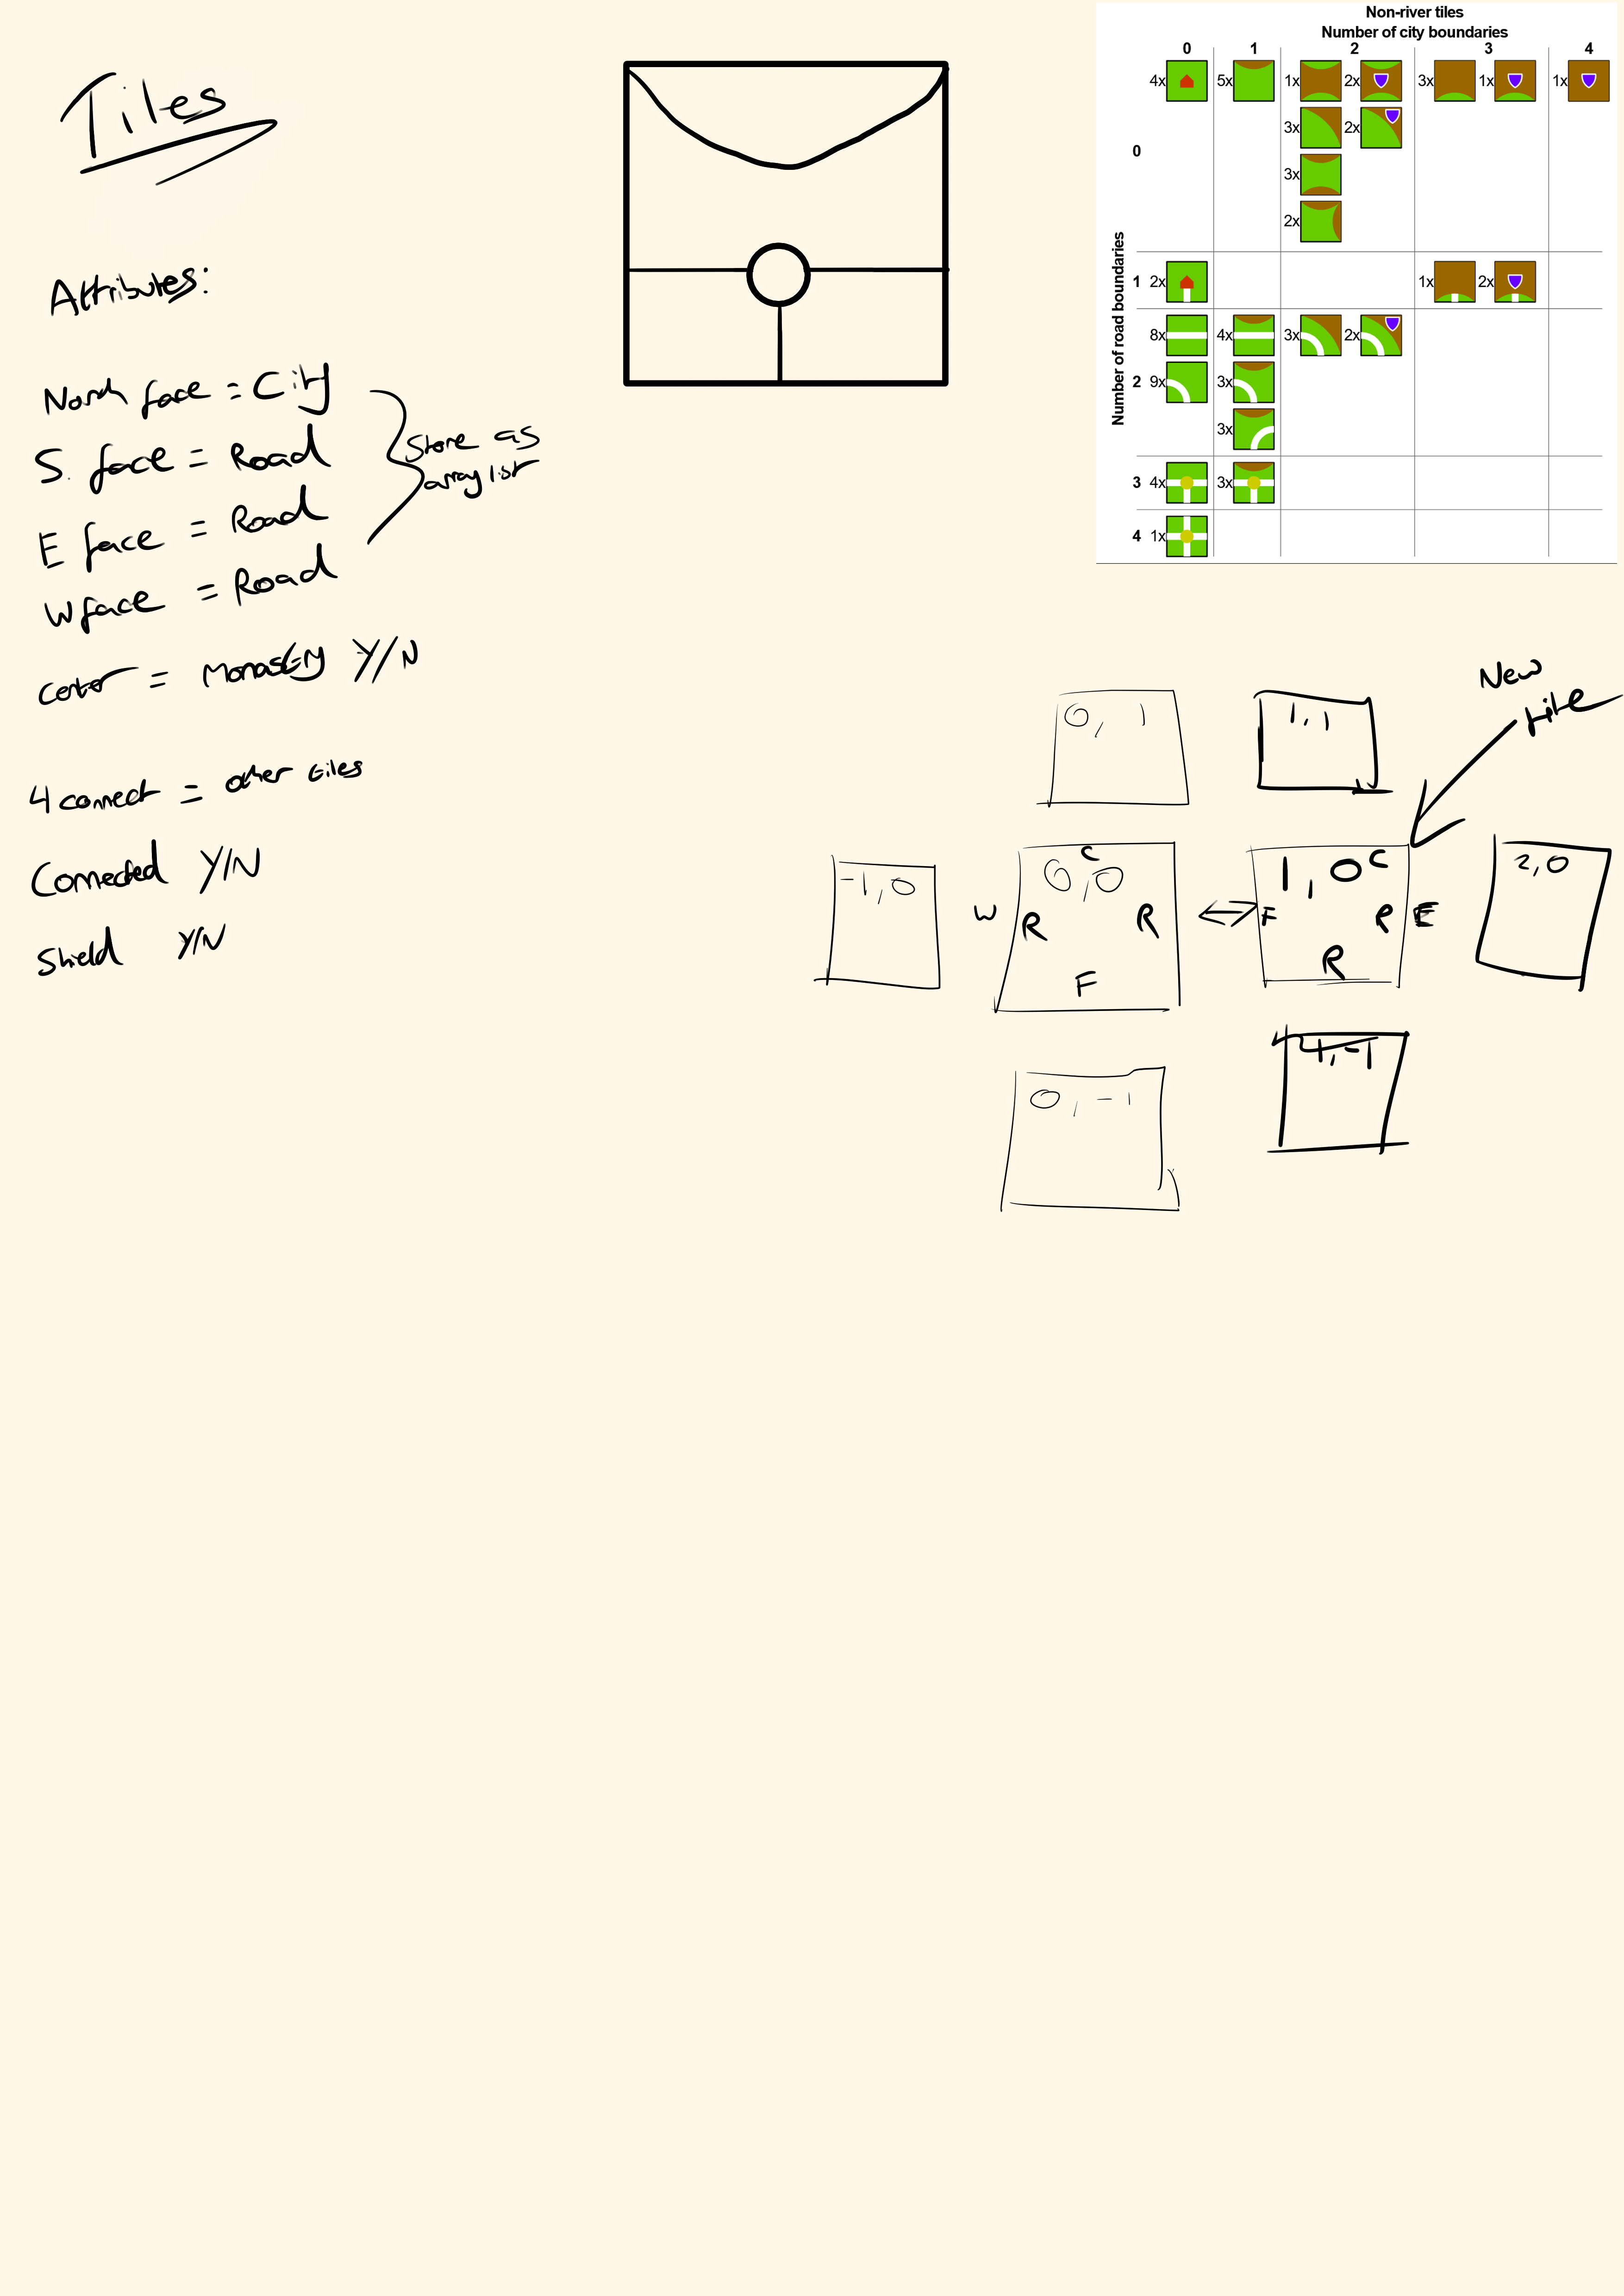 Tiles
Attributes:
North face = City
S. face = Road
E face = Road
W face = Road
Store as
array list
center = Monastery Y/N
4 connect = other tiles
Connected Y/N
Shield Y/N
Non-river tiles
Number of city boundaries
0 1 2 3 4
Number of road boundaries
0
4x 5x 1x 2x 3x 1x 1x
3x 2x
3x
2x
1 2x 1x 2x
8x 4x 3x 2x
2 9x 3x
3x
3 4x 3x
4 1x
New
tile
0, 1
1, 1
-1, 0
W
C
0, 0
R R
F
1, 0 C
F R E
R
2, 0
0, -1
1, -1